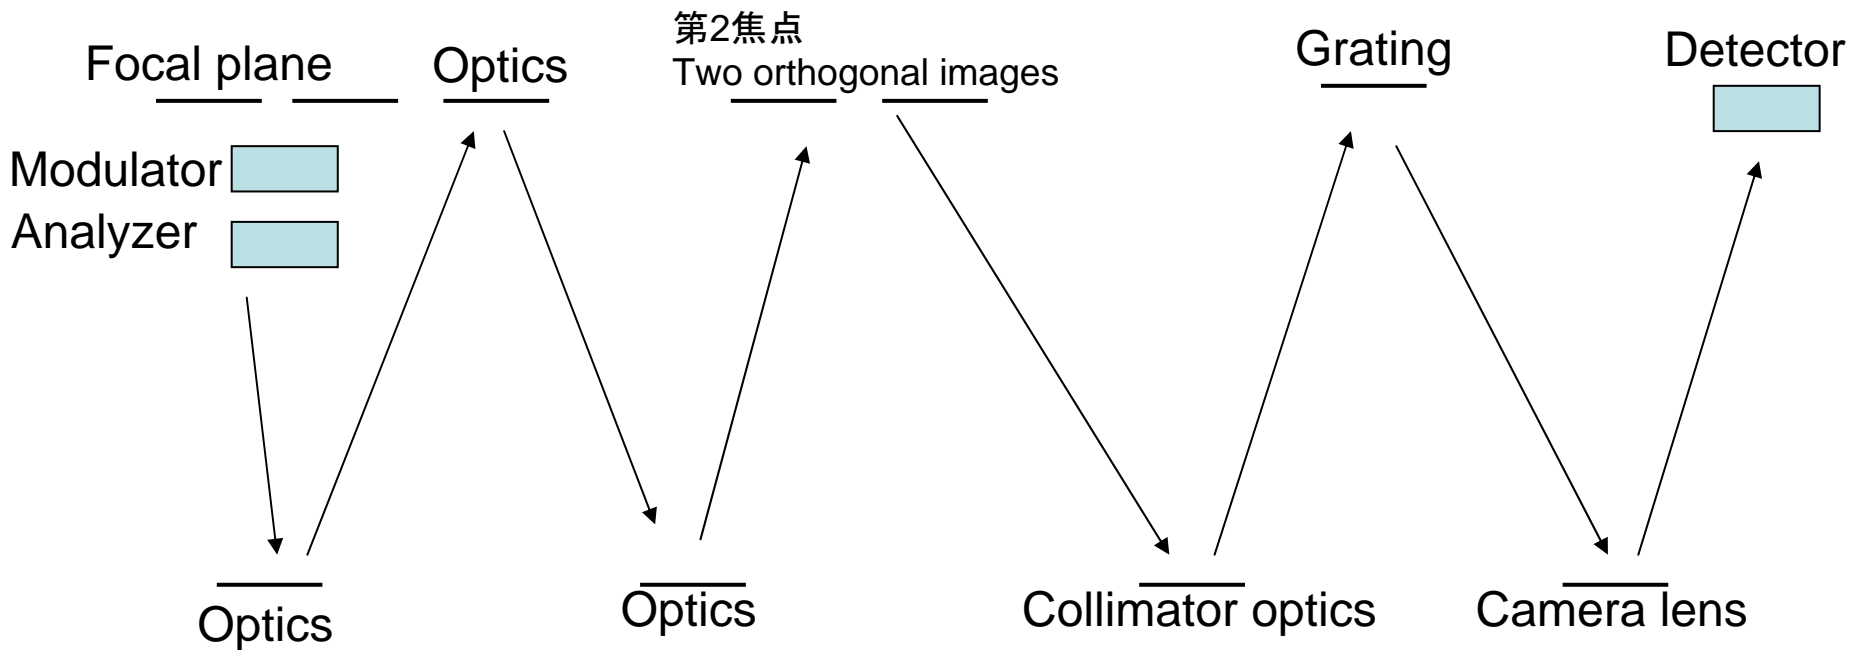 Focal plane
Optics
第2焦点
Two orthogonal images
Grating
Detector
Modulator
Analyzer
Optics
Optics
Collimator optics
Camera lens